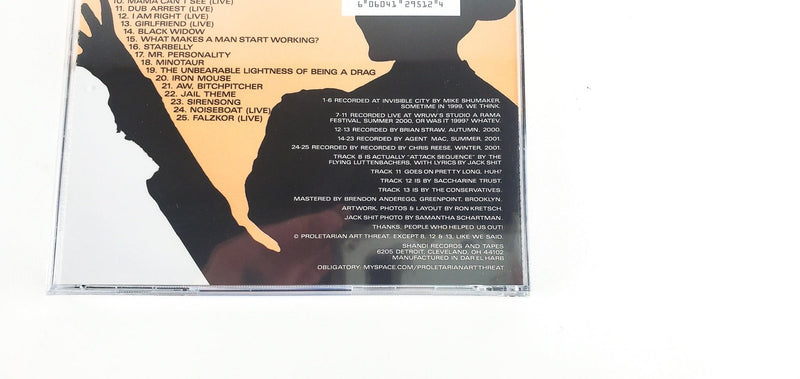 10. MAMA CAN'T SEE (LIVE)
11. DUB ARREST (LIVE)
12. I AM RIGHT (LIVE)
13. GIRLFRIEND (LIVE)
14. BLACK WIDOW
15. WHAT MAKES A MAN START WORKING?
16. STARBELLY
17. MR. PERSONALITY
18. MINOTAUR
19. THE UNBEARABLE LIGHTNESS OF BEING A DRAG
20. IRON MOUSE
21. AW, BITCHPITCHER
22. JAIL THEME
23. SIRENSONG
24. NOISEBOAT (LIVE)
25. FALZKOR (LIVE)
6 06041 29512 4
1-6 RECORDED AT INVISIBLE CITY BY MIKE SHUMAKER,
SOMETIME IN 1999, WE THINK.
7-11 RECORDED LIVE AT WRUW'S STUDIO A RAMA
FESTIVAL, SUMMER 2000, OR WAS IT 1999? WHATEV.
12-13 RECORDED BY BRIAN STRAW, AUTUMN, 2000.
14-23 RECORDED BY AGENT MAC, SUMMER, 2001.
24-25 RECORDED BY RECORDED BY CHRIS REESE, WINTER, 2001.
TRACK 8 IS ACTUALLY "ATTACK SEQUENCE" BY THE
FLYING LUTTENBACHERS, WITH LYRICS BY JACK SHIT
TRACK 11 GOES ON PRETTY LONG, HUH?
TRACK 12 IS BY SACCHARINE TRUST.
TRACK 13 IS BY THE CONSERVATIVES.
MASTERED BY BRENDON ANDEREGG, GREENPOINT, BROOKLYN.
ARTWORK, PHOTOS & LAYOUT BY RON KRETSCH.
JACK SHIT PHOTO BY SAMANTHA SCHARTMAN.
THANKS, PEOPLE WHO HELPED US OUT!
© PROLETARIAN ART THREAT, EXCEPT 8, 12 & 13, LIKE WE SAID.
SHANDI RECORDS AND TAPES
6205 DETROIT, CLEVELAND, OH 44102
MANUFACTURED IN DAR EL HARB
OBLIGATORY: MYSPACE.COM/PROLETARIANARTTHREAT